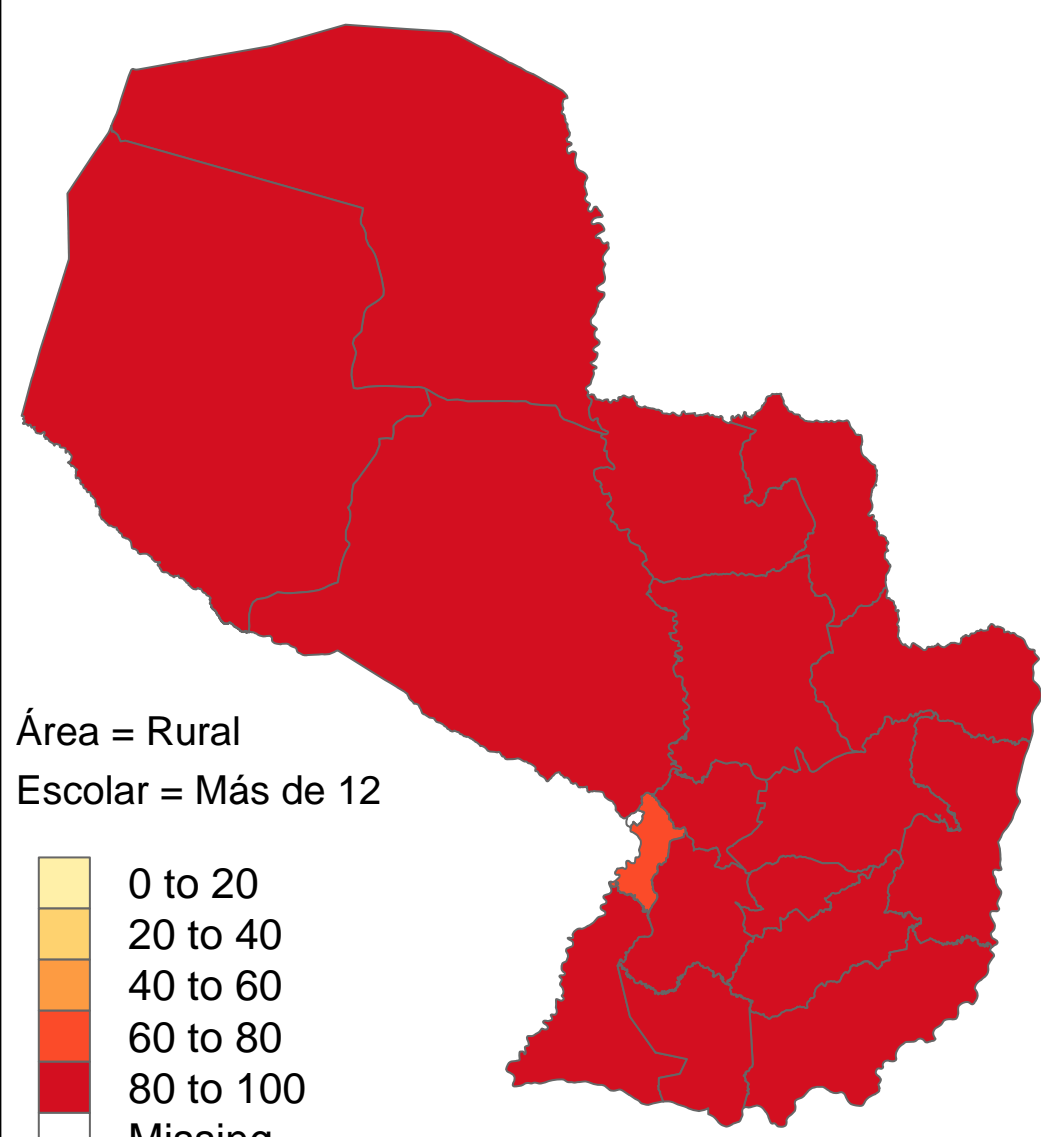 Área = Rural
Escolar = Más de 12
0 to 20
20 to 40
40 to 60
60 to 80
80 to 100
Missing